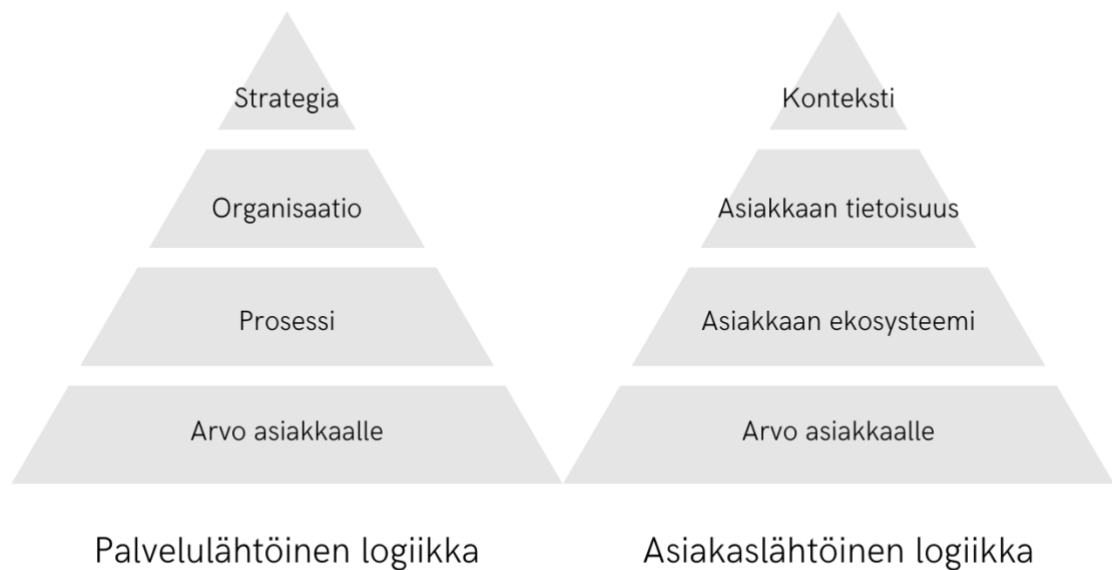 Strategia
Organisaatio
Prosessi
Arvo asiakkaalle
Palvelulähtöinen logiikka
Konteksti
Asiakkaan tietoisuus
Asiakkaan ekosysteemi
Arvo asiakkaalle
Asiakaslähtöinen logiikka